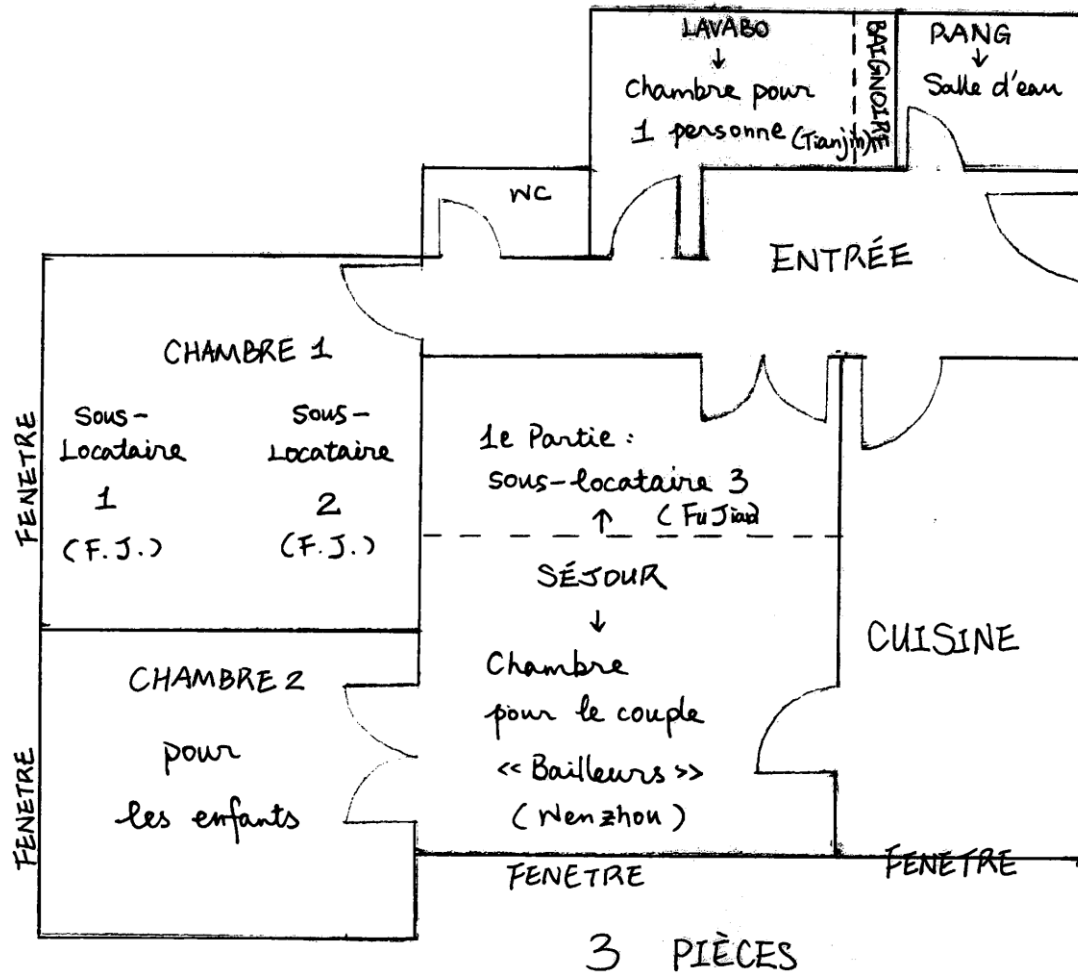 LAVABO
↓
Chambre pour
1 personne (Tianjin)
BAIGNOIRE
RANG
↓
Salle d'eau
WC
ENTRÉE
CHAMBRE 1
Sous-
Locataire
1
(F.J.)
Sous-
Locataire
2
(F.J.)
FENETRE
1e Partie :
sous-locataire 3
↑ (FuJian)
SÉJOUR
↓
Chambre
pour le couple
« Bailleurs »
(Wenzhou)
CUISINE
CHAMBRE 2
pour
les enfants
FENETRE
FENETRE
FENETRE
3 PIÈCES